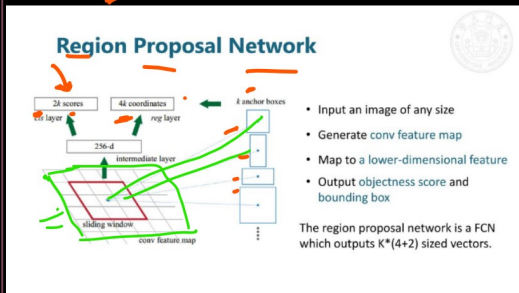 Region Proposal Network
2k scores
4k coordinates
k anchor boxes
cls layer
reg layer
256-d
intermediate layer
sliding window
conv feature map
• Input an image of any size
• Generate conv feature map
• Map to a lower-dimensional feature
• Output objectness score and
bounding box
The region proposal network is a FCN
which outputs K*(4+2) sized vectors.